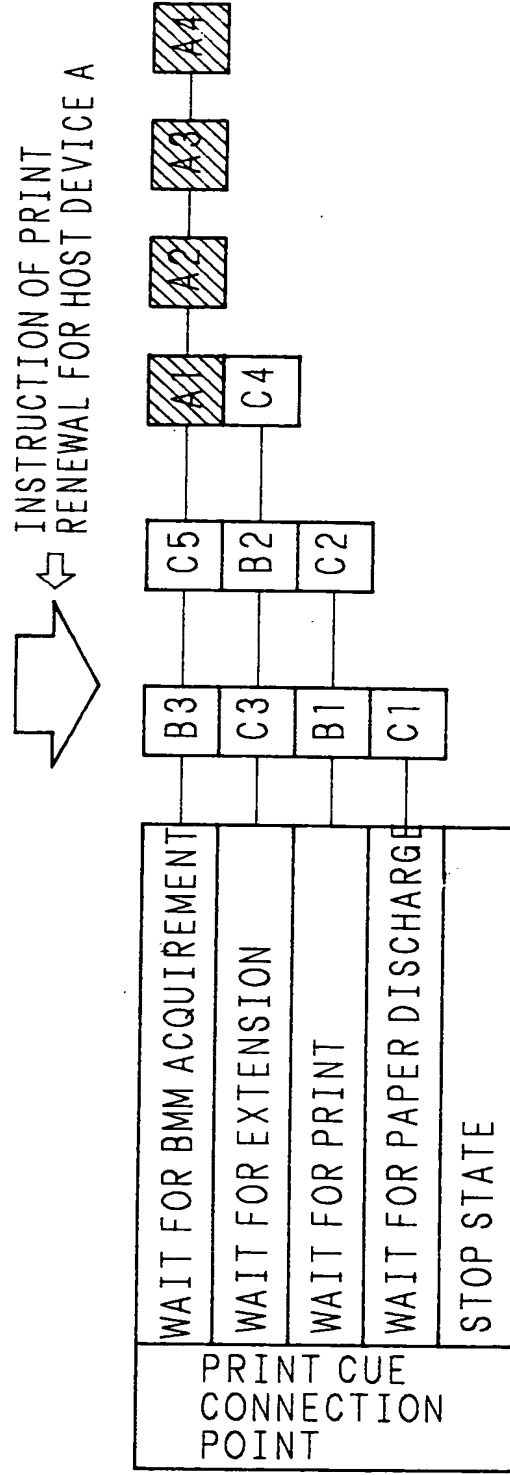 INSTRUCTION OF PRINT
RENEWAL FOR HOST DEVICE A
PRINT CUE
CONNECTION
POINT
WAIT FOR BMM ACQUIREMENT
B3
C5
A1
A2
A3
A4
WAIT FOR EXTENSION
C3
B2
C4
WAIT FOR PRINT
B1
C2
WAIT FOR PAPER DISCHARGE
C1
STOP STATE